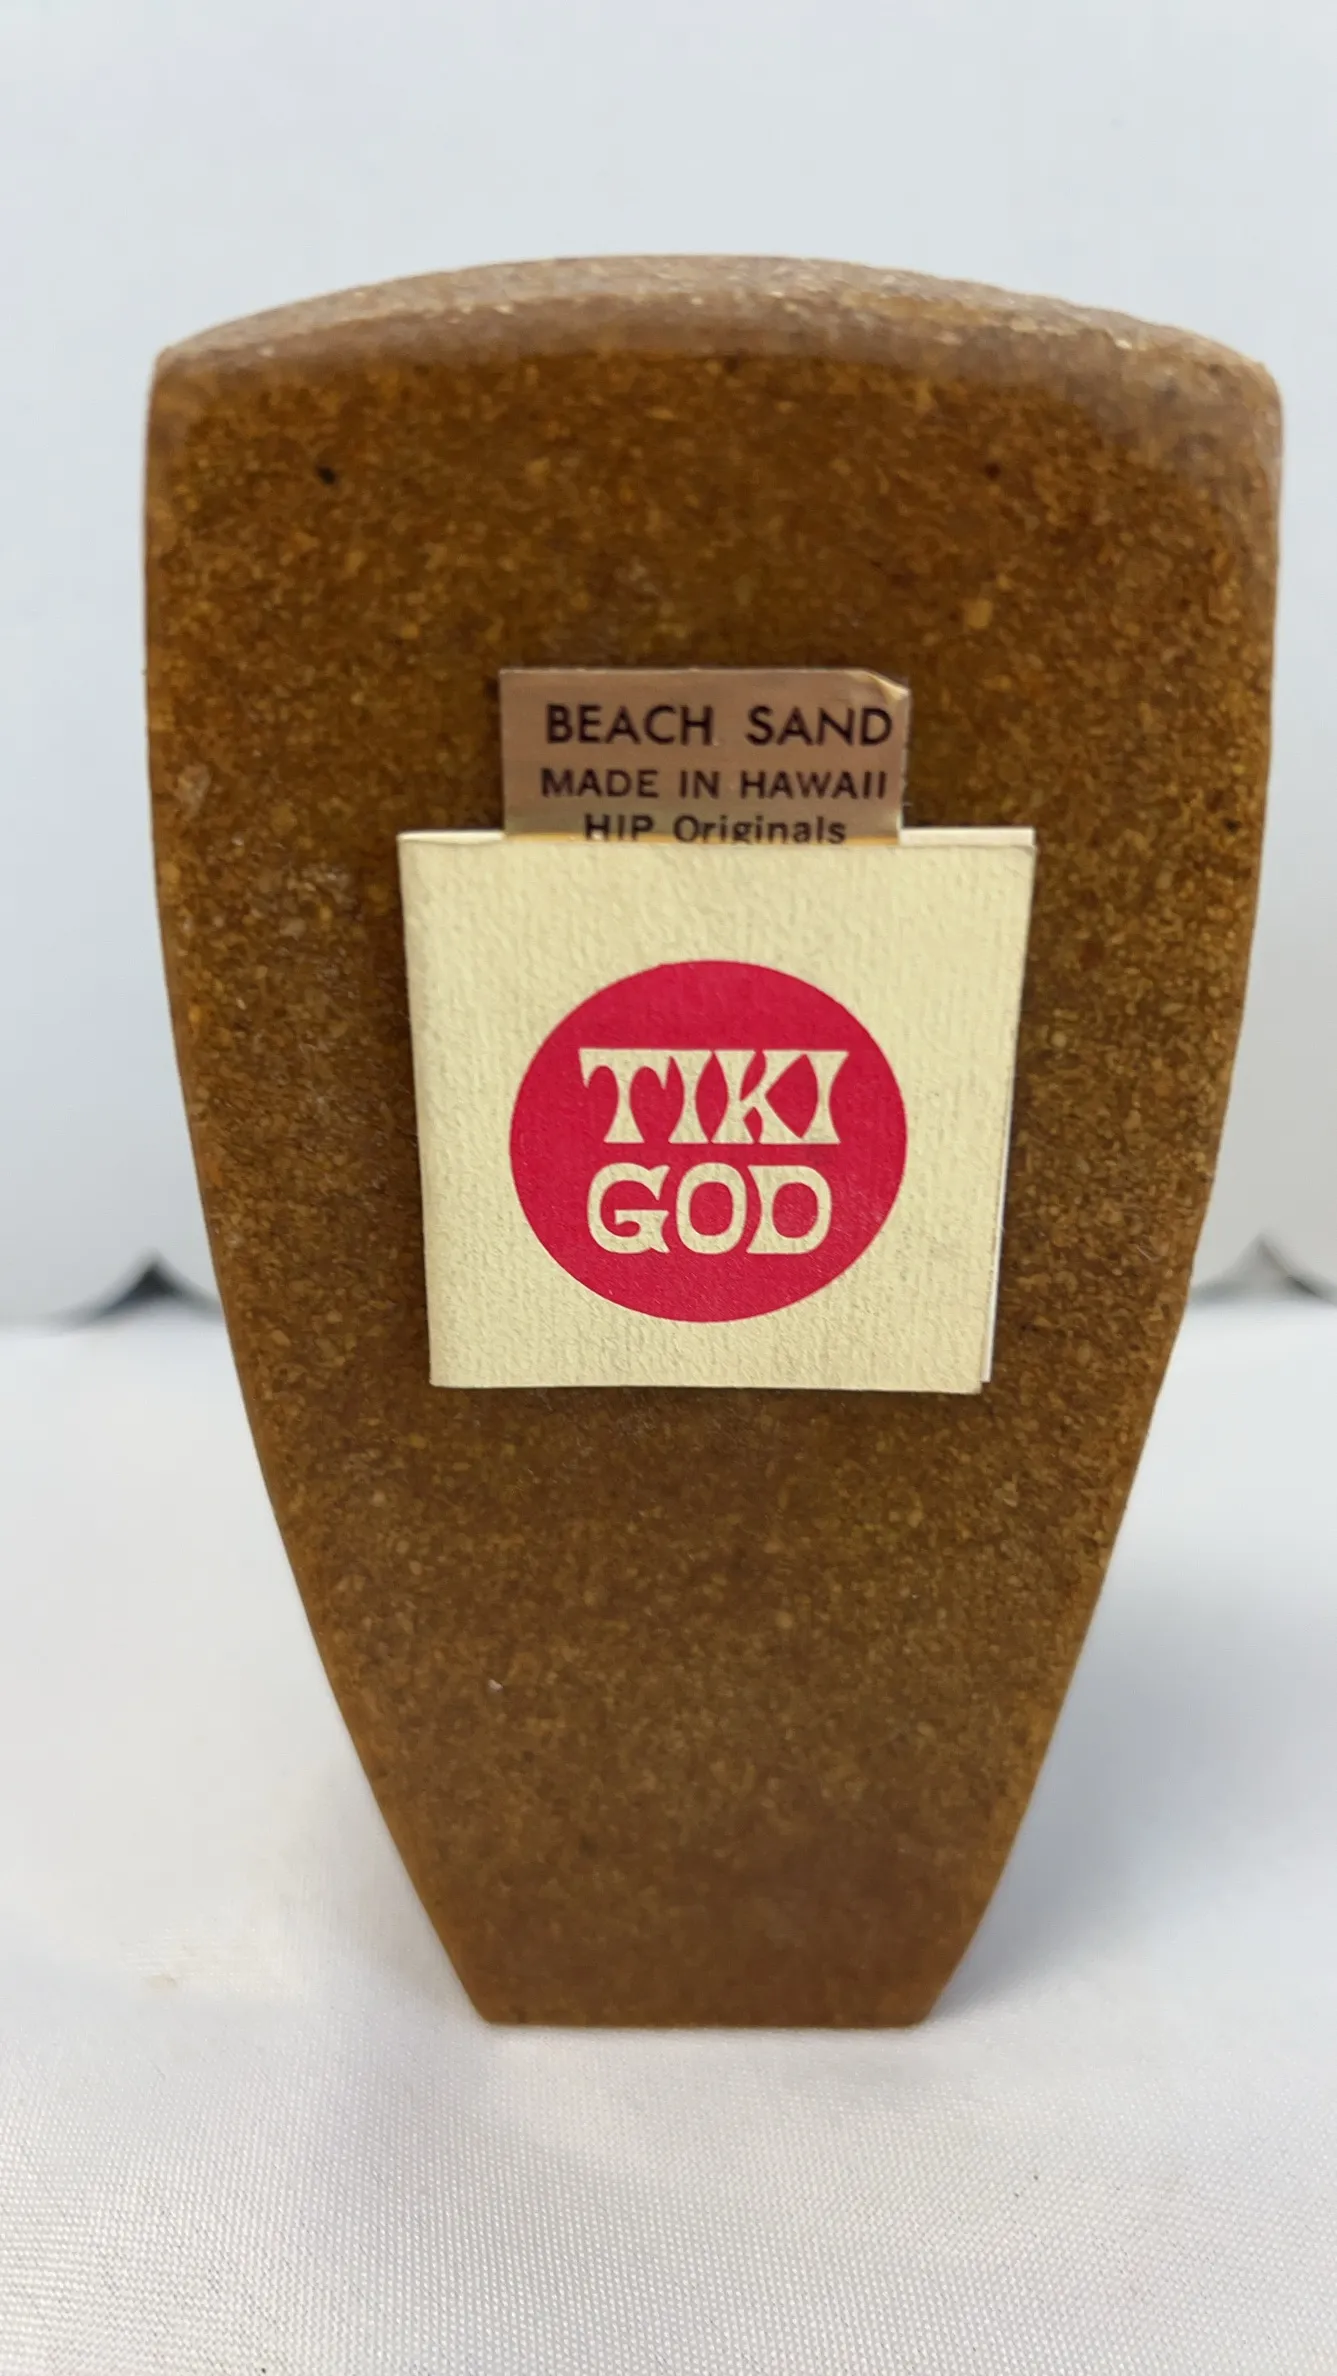 BEACH SAND
MADE IN HAWAII
HIP Originals
TIKI
GOD